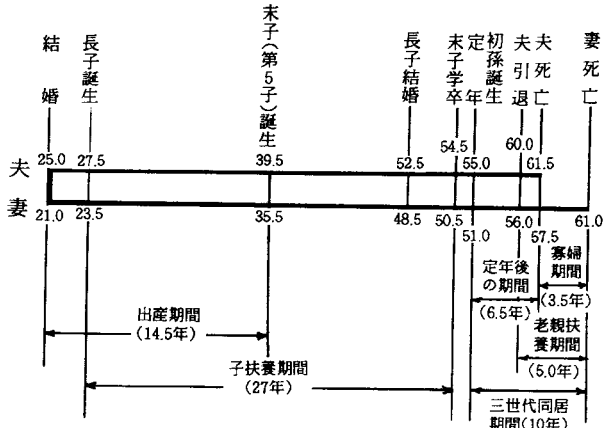 結婚
長子誕生
末子(第5子)誕生
長子結婚
末子学卒
定年
初孫誕生
夫引退
夫死亡
妻死亡
54.5 60.0
25.0 27.5 39.5 52.5 55.0 61.5
夫
妻
21.0 23.5 35.5 48.5 50.5 56.0 61.0
51.0 57.5
定年後の期間
(6.5年)
寡婦期間
(3.5年)
出産期間
(14.5年)
老親扶養期間
(5.0年)
子扶養期間
(27年)
三世代同居
期間(10年)